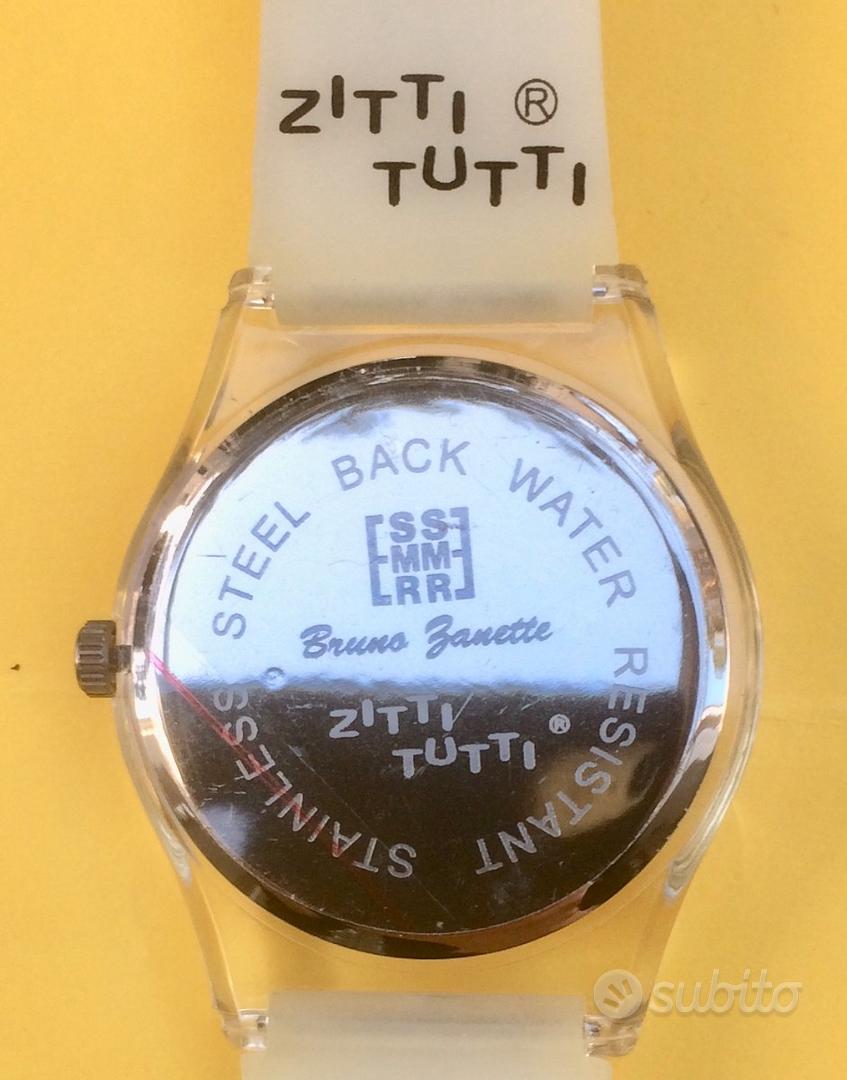 ZITTI ®
TUTTI
STAINLESS STEEL BACK WATER RESISTANT
SS
MM
RR
Bruno Zanette
ZITTI ®
TUTTI
subito